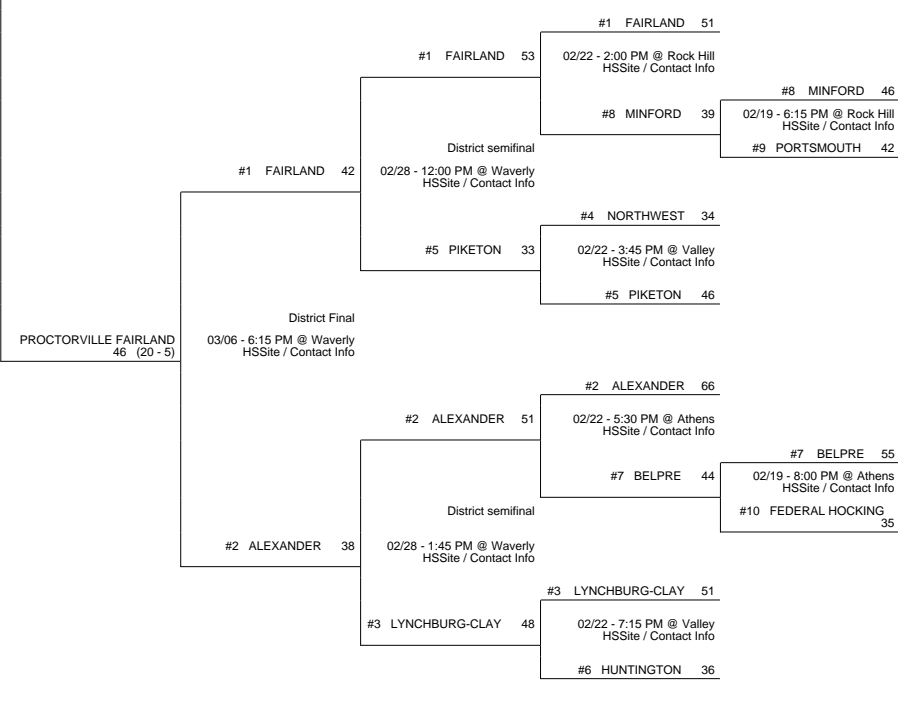 #1 FAIRLAND 51
#1 FAIRLAND 53
02/22 - 2:00 PM @ Rock Hill
HSSite / Contact Info
#8 MINFORD 46
#8 MINFORD 39
02/19 - 6:15 PM @ Rock Hill
HSSite / Contact Info
#9 PORTSMOUTH 42
District semifinal
#1 FAIRLAND 42
02/28 - 12:00 PM @ Waverly
HSSite / Contact Info
#4 NORTHWEST 34
#5 PIKETON 33
02/22 - 3:45 PM @ Valley
HSSite / Contact Info
#5 PIKETON 46
District Final
PROCTORVILLE FAIRLAND
46 (20 - 5)
03/06 - 6:15 PM @ Waverly
HSSite / Contact Info
#2 ALEXANDER 66
#2 ALEXANDER 51
02/22 - 5:30 PM @ Athens
HSSite / Contact Info
#7 BELPRE 55
#7 BELPRE 44
02/19 - 8:00 PM @ Athens
HSSite / Contact Info
#10 FEDERAL HOCKING
35
District semifinal
#2 ALEXANDER 38
02/28 - 1:45 PM @ Waverly
HSSite / Contact Info
#3 LYNCHBURG-CLAY 51
#3 LYNCHBURG-CLAY 48
02/22 - 7:15 PM @ Valley
HSSite / Contact Info
#6 HUNTINGTON 36